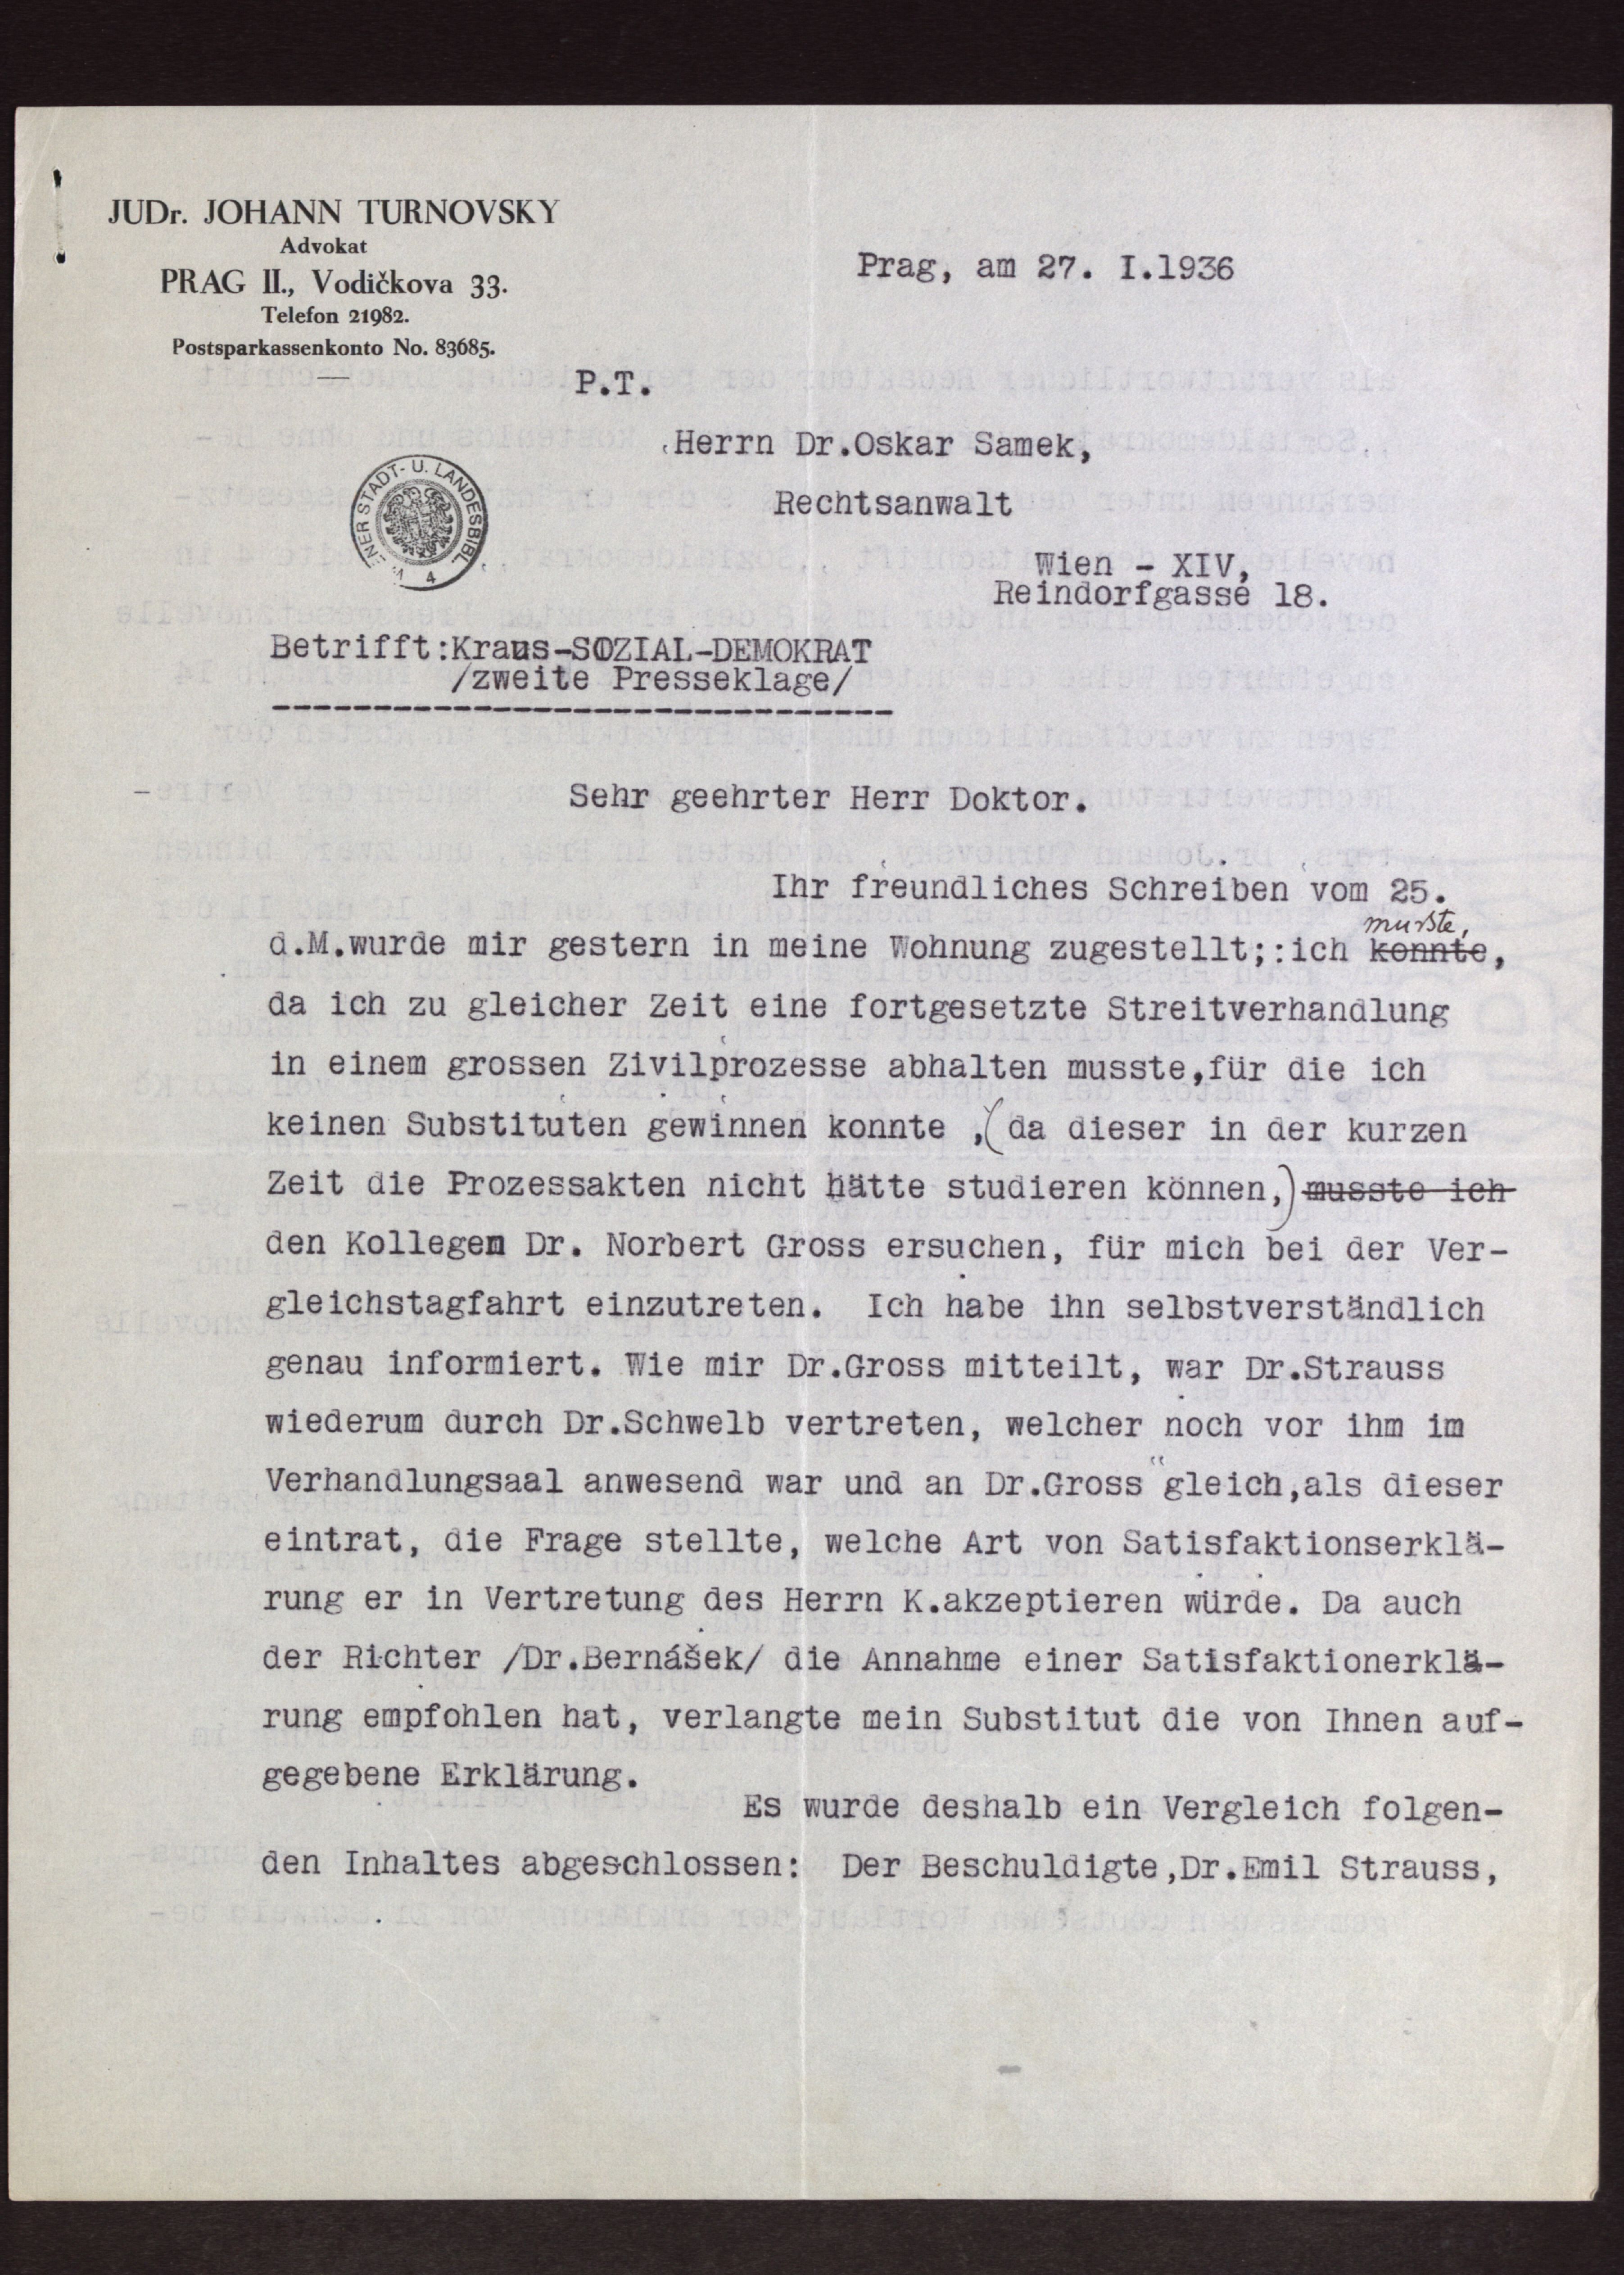 JUDr. JOHANN TURNOVSKY
Advokat
PRAG II., Vodičkova 33.
Telefon 21982.
Postsparkassenkonto No. 83685.
Prag, am 27. I.1936
P.T.
Herrn Dr.Oskar Samek,
Rechtsanwalt
Wien - XIV,
Reindorfgasse 18.
ENER STADT- U. LANDESBIBL
4
Betrifft:Kraus-SOZIAL-DEMOKRAT
/zweite Presseklage/
Sehr geehrter Herr Doktor.
Ihr freundliches Schreiben vom 25.
mußte,
d.M.wurde mir gestern in meine Wohnung zugestellt;:ich konnte,
da ich zu gleicher Zeit eine fortgesetzte Streitverhandlung
in einem grossen Zivilprozesse abhalten musste,für die ich
keinen Substituten gewinnen konnte ,(da dieser in der kurzen
Zeit die Prozessakten nicht hätte studieren können,) musste ich
den Kollegen Dr. Norbert Gross ersuchen, für mich bei der Ver-
gleichstagfahrt einzutreten. Ich habe ihn selbstverständlich
genau informiert. Wie mir Dr.Gross mitteilt, war Dr.Strauss
wiederum durch Dr.Schwelb vertreten, welcher noch vor ihm im
Verhandlungsaal anwesend war und an Dr.Gross gleich,als dieser
eintrat, die Frage stellte, welche Art von Satisfaktionserklä-
rung er in Vertretung des Herrn K.akzeptieren würde. Da auch
der Richter /Dr.Bernášek/ die Annahme einer Satisfaktionerklä-
rung empfohlen hat, verlangte mein Substitut die von Ihnen auf-
gegebene Erklärung.
Es wurde deshalb ein Vergleich folgen-
den Inhaltes abgeschlossen: Der Beschuldigte,Dr.Emil Strauss,